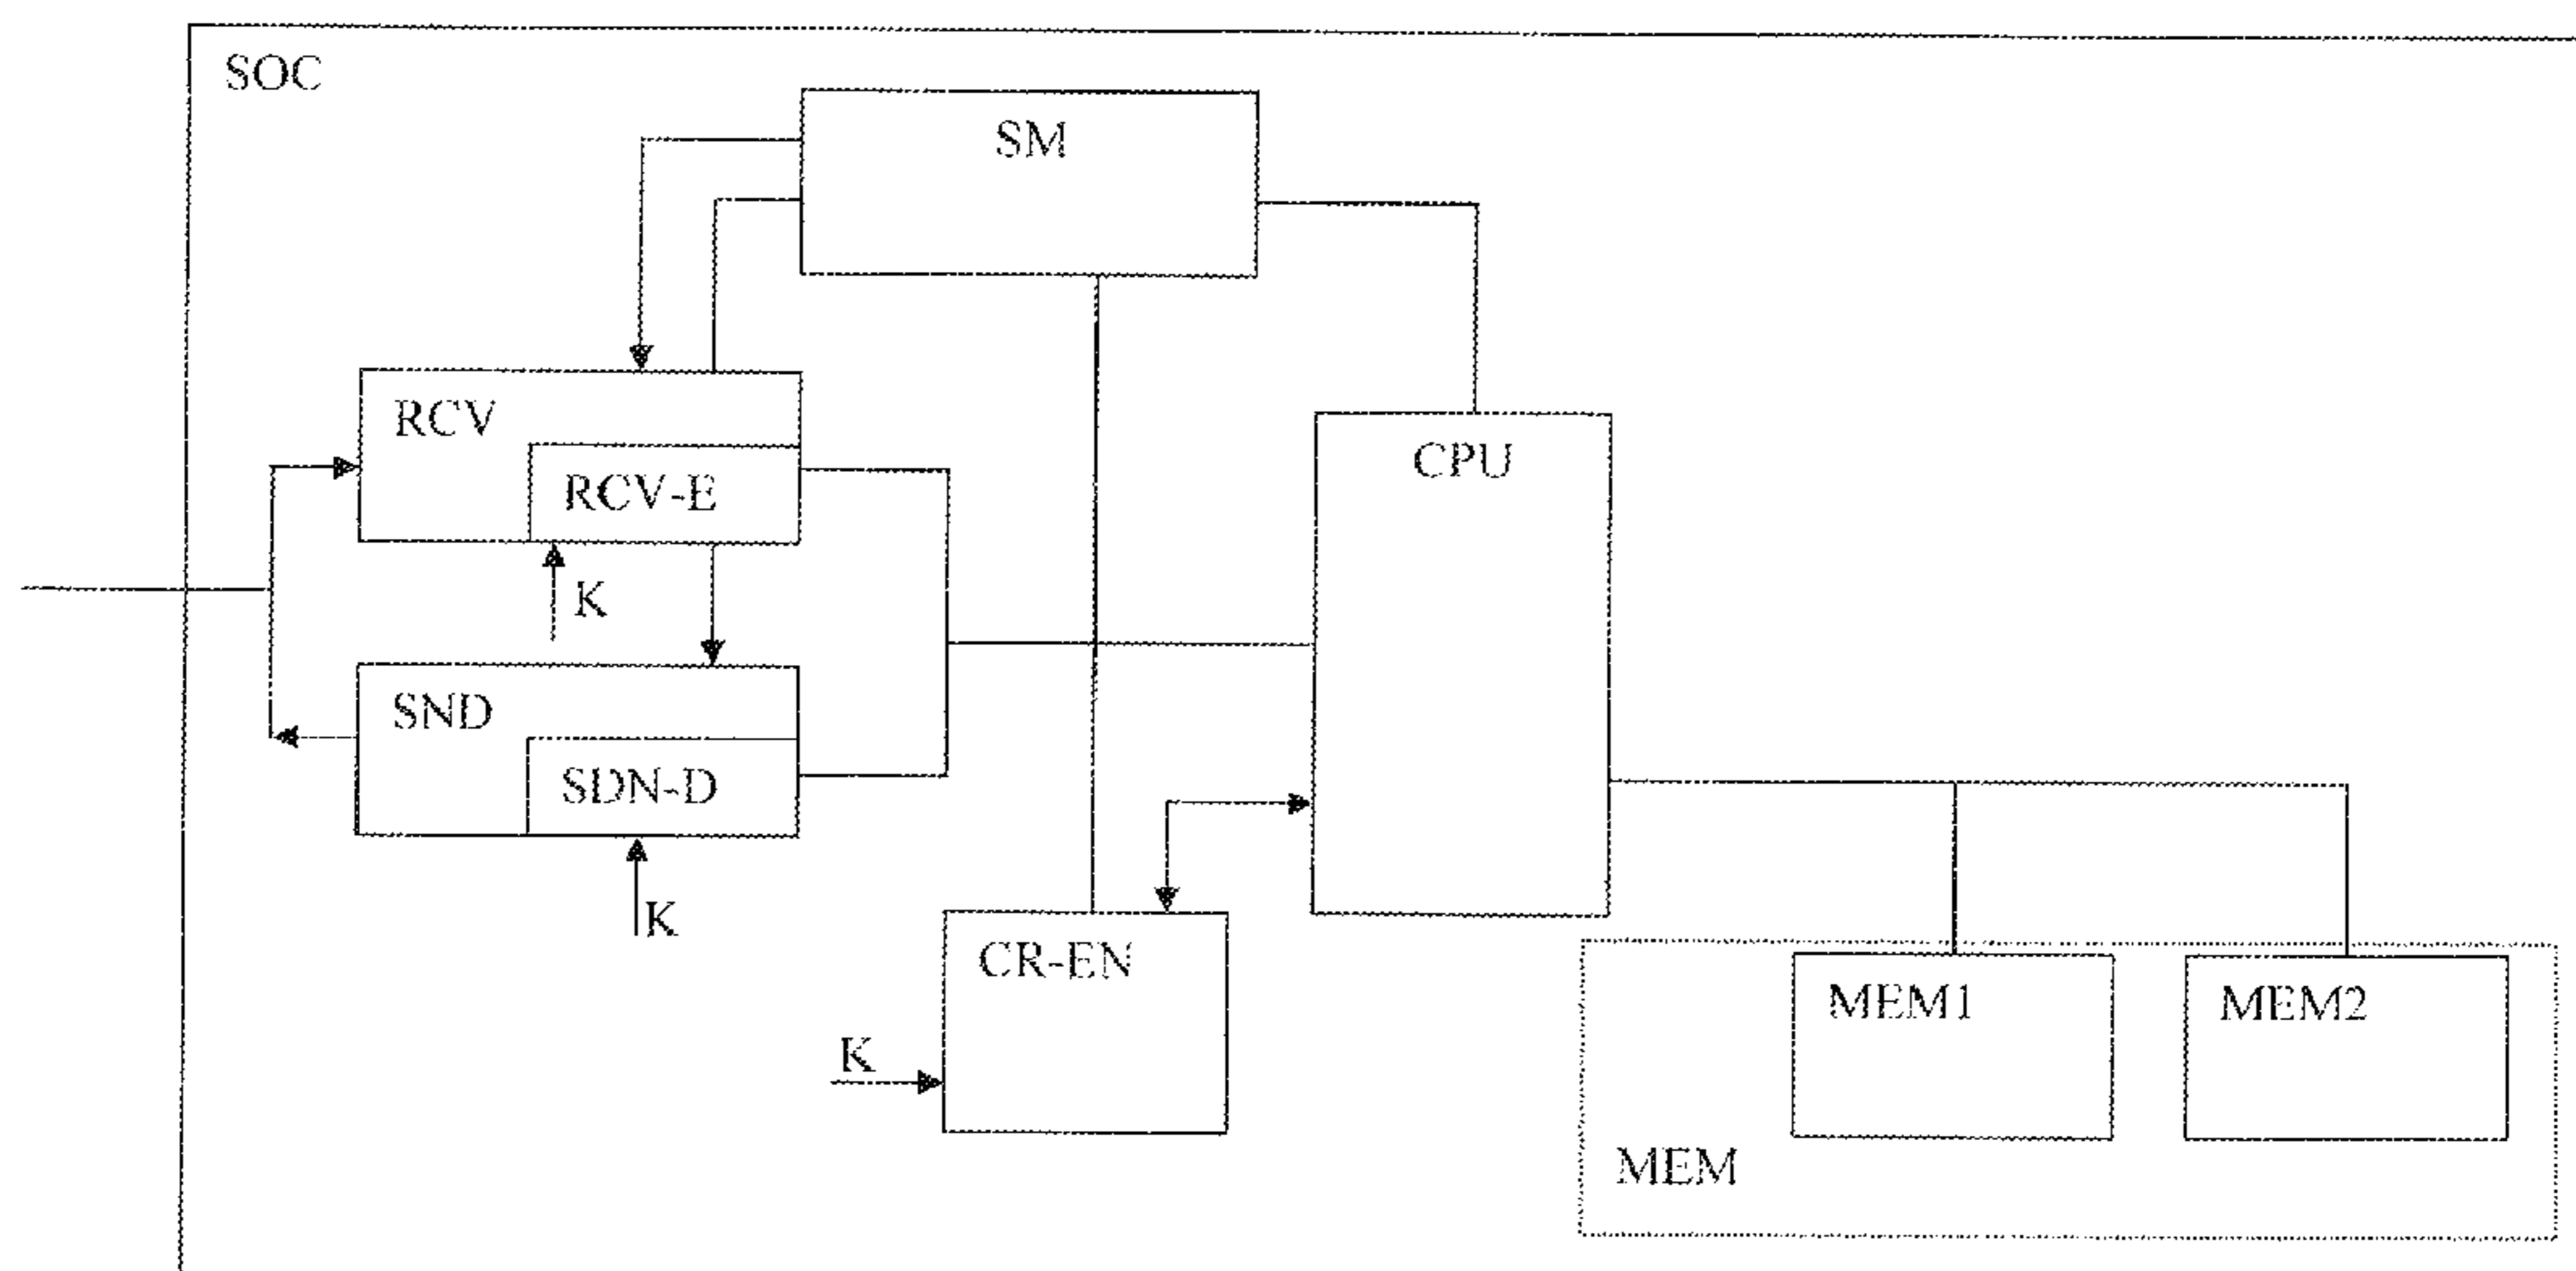 SOC
SM
RCV
CPU
RCV-E
K
SND
SDN-D
K
CR-EN
MEM1
MEM2
K
MEM